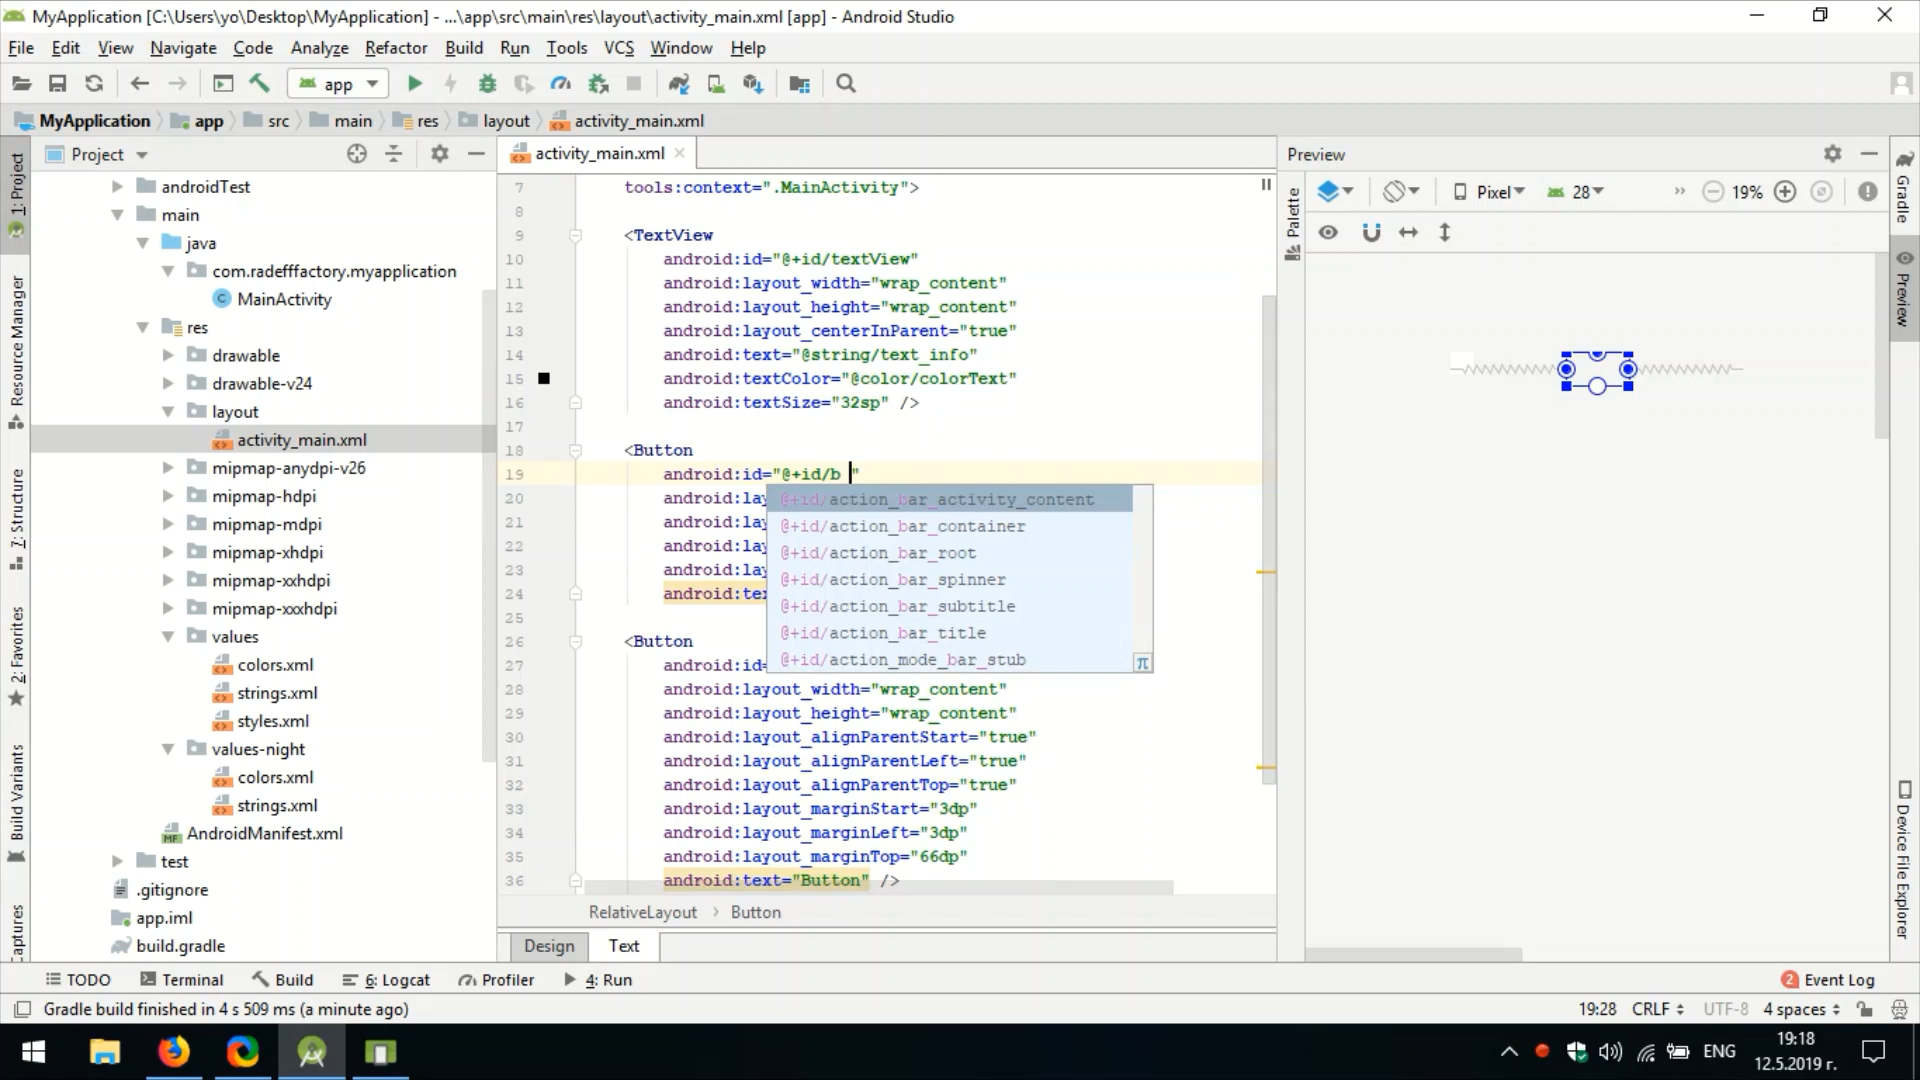 MyApplication [C:\Users\yo\Desktop\MyApplication] - ...\app\src\main\res\layout\activity_main.xml [app] - Android Studio
File Edit View Navigate Code Analyze Refactor Build Run Tools VCS Window Help
app
MyApplication app src main res layout activity_main.xml
1: Project
Resource Manager
7: Structure
2: Favorites
Build Variants
Captures
Project
androidTest
main
java
com.radefffactory.myapplication
MainActivity
res
drawable
drawable-v24
layout
activity_main.xml
mipmap-anydpi-v26
mipmap-hdpi
mipmap-mdpi
mipmap-xhdpi
mipmap-xxhdpi
mipmap-xxxhdpi
values
colors.xml
strings.xml
styles.xml
values-night
colors.xml
strings.xml
AndroidManifest.xml
test
.gitignore
app.iml
build.gradle
activity_main.xml
7 tools:context=".MainActivity">
8
9 <TextView
10 android:id="@+id/textView"
11 android:layout_width="wrap_content"
12 android:layout_height="wrap_content"
13 android:layout_centerInParent="true"
14 android:text="@string/text_info"
15 android:textColor="@color/colorText"
16 android:textSize="32sp" />
17
18 <Button
19 android:id="@+id/b "
20 android:lay
21 android:lay
22 android:lay
23 android:lay
24 android:tex
25
26 <Button
27 android:id=
28 android:layout_width="wrap_content"
29 android:layout_height="wrap_content"
30 android:layout_alignParentStart="true"
31 android:layout_alignParentLeft="true"
32 android:layout_alignParentTop="true"
33 android:layout_marginStart="3dp"
34 android:layout_marginLeft="3dp"
35 android:layout_marginTop="66dp"
36 android:text="Button" />
@+id/action_bar_activity_content
@+id/action_bar_container
@+id/action_bar_root
@+id/action_bar_spinner
@+id/action_bar_subtitle
@+id/action_bar_title
@+id/action_mode_bar_stub
π
RelativeLayout Button
Design Text
Preview
Palette
Pixel 28 19%
Gradle
Preview
Device File Explorer
TODO Terminal Build 6: Logcat Profiler 4: Run 2 Event Log
Gradle build finished in 4 s 509 ms (a minute ago) 19:28 CRLF UTF-8 4 spaces
ENG 19:18
12.5.2019 г.